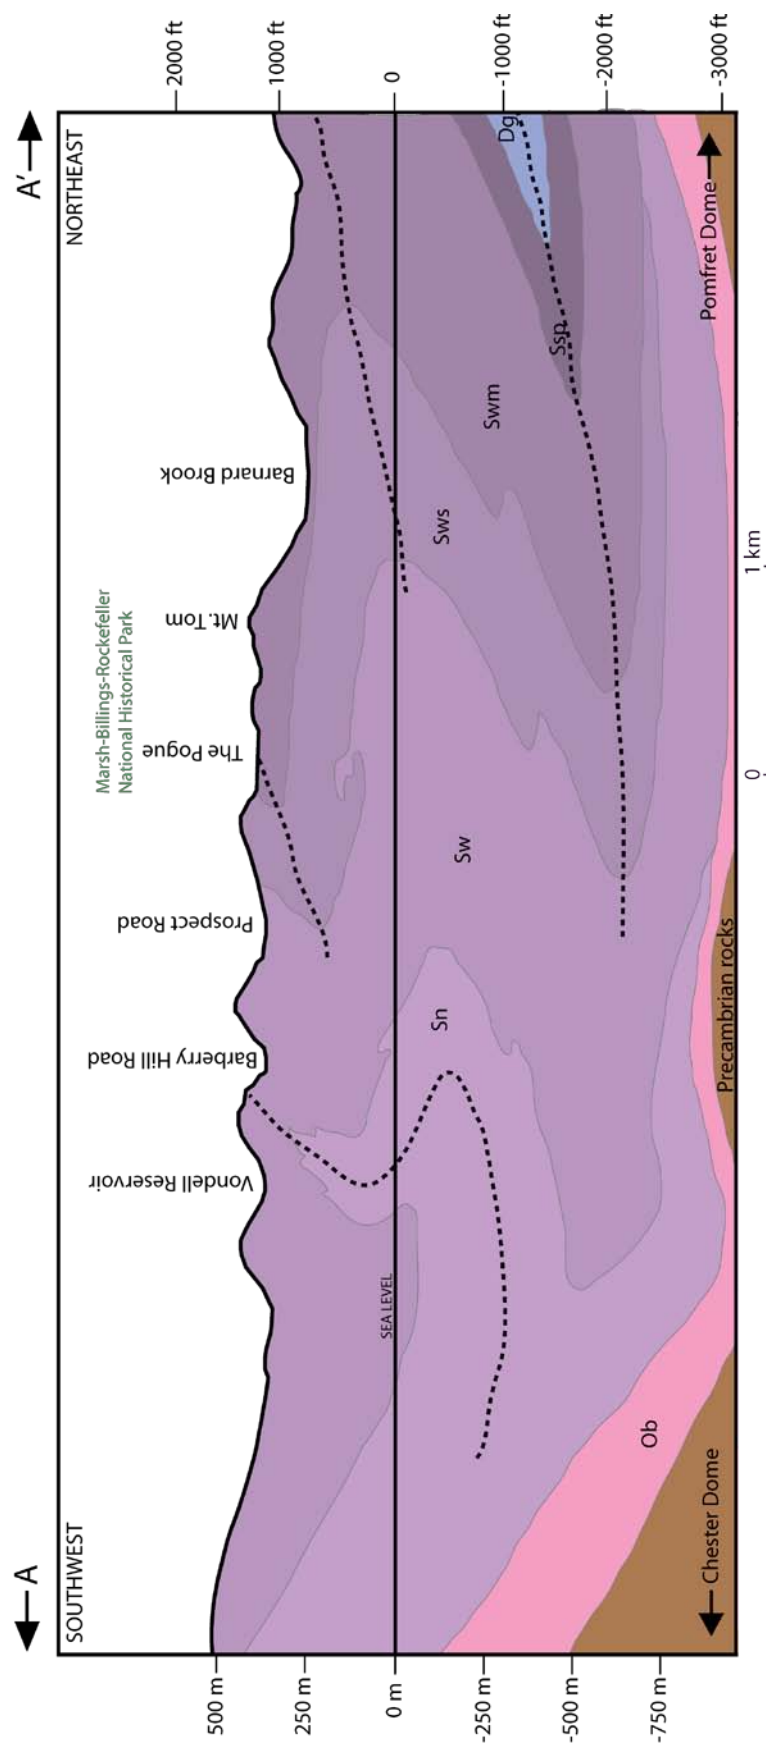 A
A'
SOUTHWEST
NORTHEAST
Marsh-Billings-Rockefeller
National Historical Park
Vondell Reservoir
Barberry Hill Road
Prospect Road
The Pogue
Mt. Tom
Barnard Brook
500 m
250 m
0 m
-250 m
-500 m
-750 m
2000 ft
1000 ft
0
-1000 ft
-2000 ft
-3000 ft
SEA LEVEL
Sn
Sw
Sws
Swm
Ssp
Dg
Ob
Chester Dome
Precambrian rocks
Pomfret Dome
0
1 km